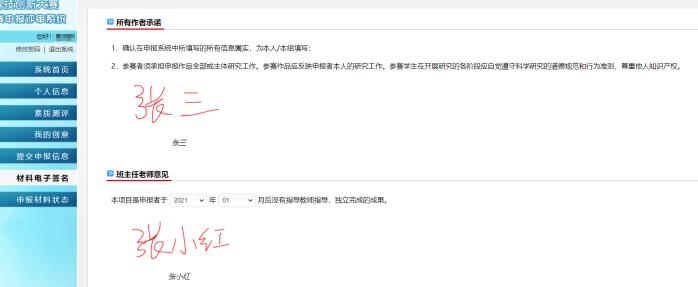 技创新大赛
申报评审系统
您好！
修改密码 | 退出系统
系统首页
个人信息
素质测评
我的创意
提交申报信息
材料电子签名
申报材料状态
所有作者承诺
1、确认在申报系统中所填写的所有信息属实，为本人/本组填写；
2、参赛者须承担申报作品全部或主体研究工作。参赛作品应反映申报者本人的研究工作。参赛学生在开展研究的各阶段应自觉遵守科学研究的道德规范和行为准则，尊重他人知识产权。
张三
张三
班主任老师意见
本项目是申报者于 2021 年 01 月后没有指导教师指导，独立完成的成果。
张小红
张小红